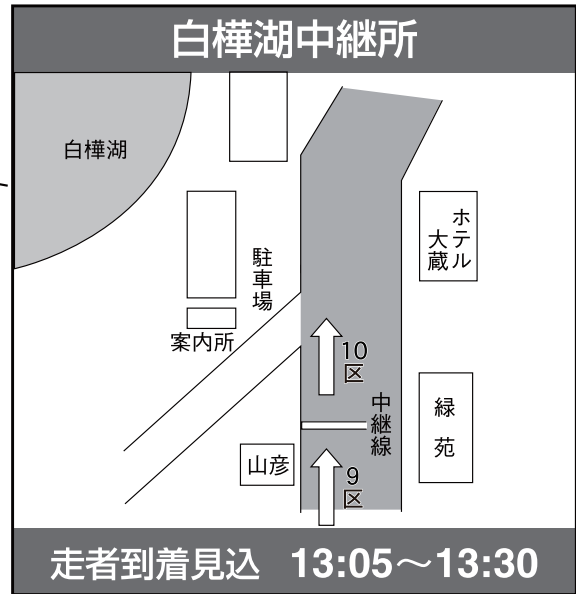 白樺湖中継所
白樺湖
ホテル
大蔵
駐車場
案内所
10
区
中継線
緑苑
山彦
9
区
走者到着見込 13:05～13:30